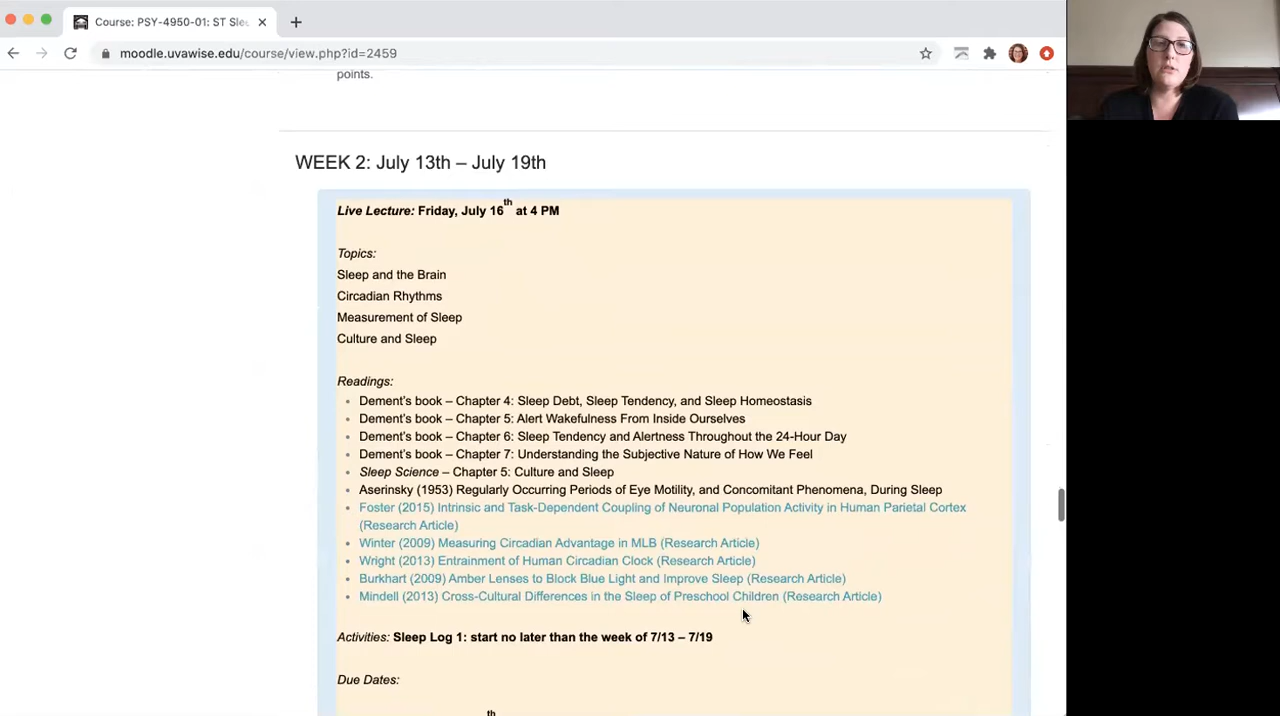 Course: PSY-4950-01: ST Sle
moodle.uvawise.edu/course/view.php?id=2459
points.
WEEK 2: July 13th – July 19th
Live Lecture: Friday, July 16th at 4 PM
Topics:
Sleep and the Brain
Circadian Rhythms
Measurement of Sleep
Culture and Sleep
Readings:
Dement's book – Chapter 4: Sleep Debt, Sleep Tendency, and Sleep Homeostasis
Dement's book – Chapter 5: Alert Wakefulness From Inside Ourselves
Dement's book – Chapter 6: Sleep Tendency and Alertness Throughout the 24-Hour Day
Dement's book – Chapter 7: Understanding the Subjective Nature of How We Feel
Sleep Science – Chapter 5: Culture and Sleep
Aserinsky (1953) Regularly Occurring Periods of Eye Motility, and Concomitant Phenomena, During Sleep
Foster (2015) Intrinsic and Task-Dependent Coupling of Neuronal Population Activity in Human Parietal Cortex
(Research Article)
Winter (2009) Measuring Circadian Advantage in MLB (Research Article)
Wright (2013) Entrainment of Human Circadian Clock (Research Article)
Burkhart (2009) Amber Lenses to Block Blue Light and Improve Sleep (Research Article)
Mindell (2013) Cross-Cultural Differences in the Sleep of Preschool Children (Research Article)
Activities: Sleep Log 1: start no later than the week of 7/13 – 7/19
Due Dates:
th